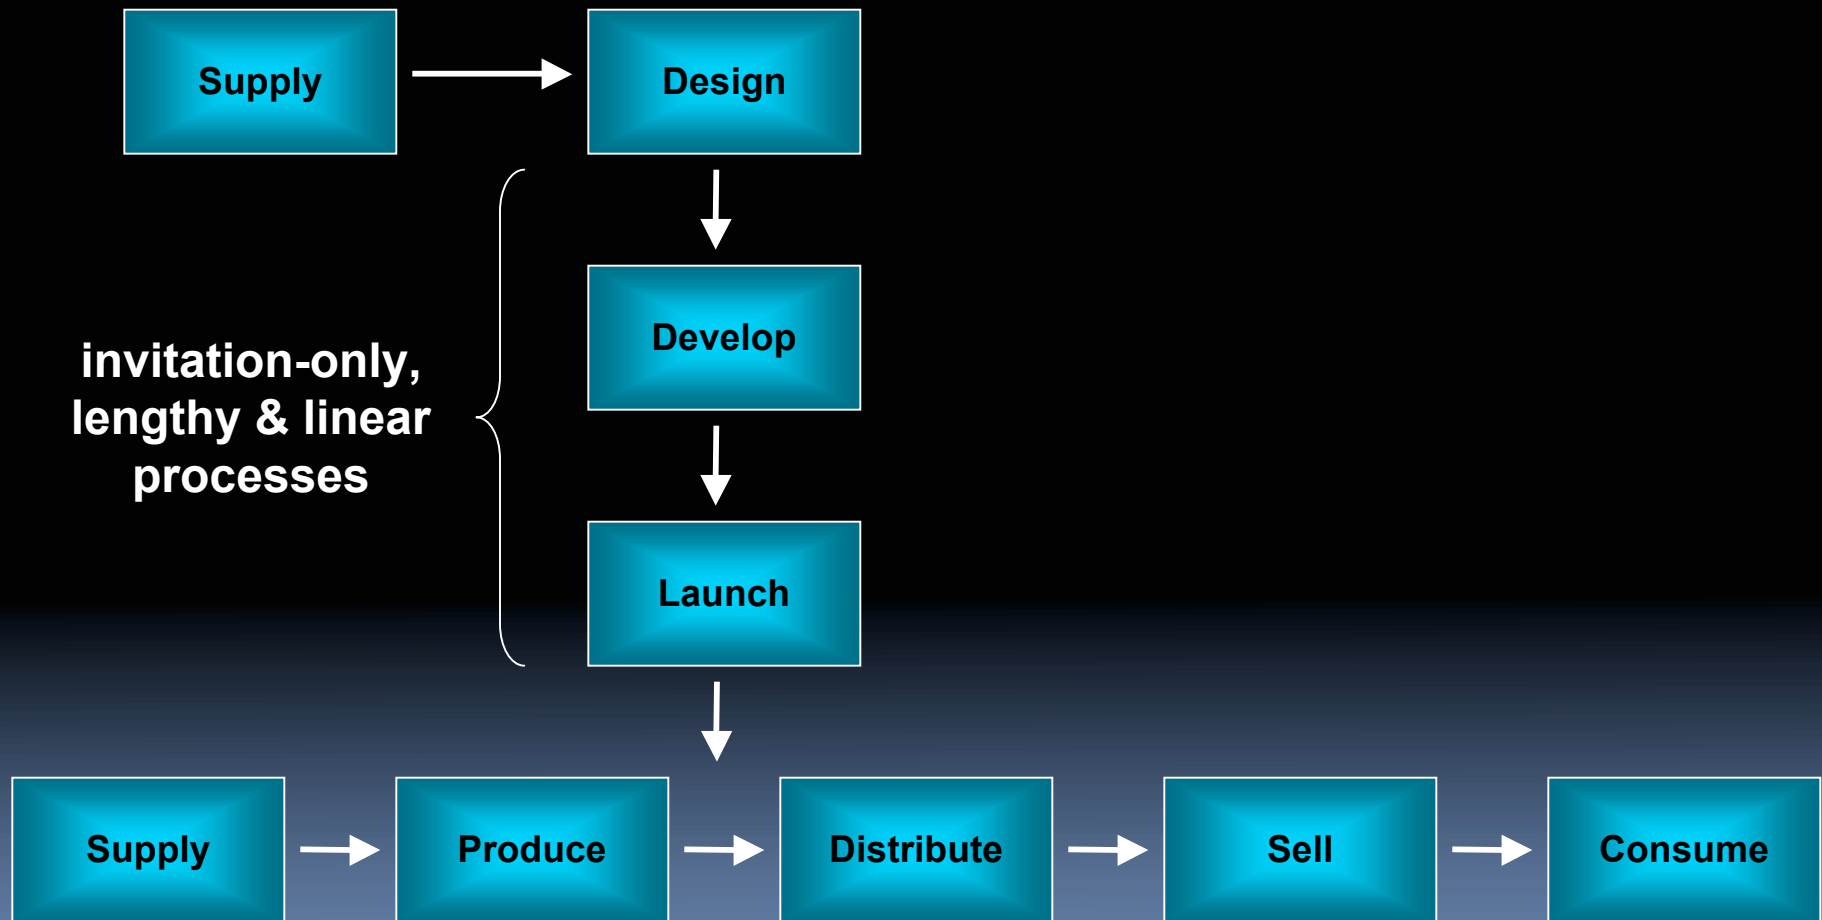 Supply
Design
Develop
invitation-only,
lengthy & linear
processes
Launch
Supply
Produce
Distribute
Sell
Consume